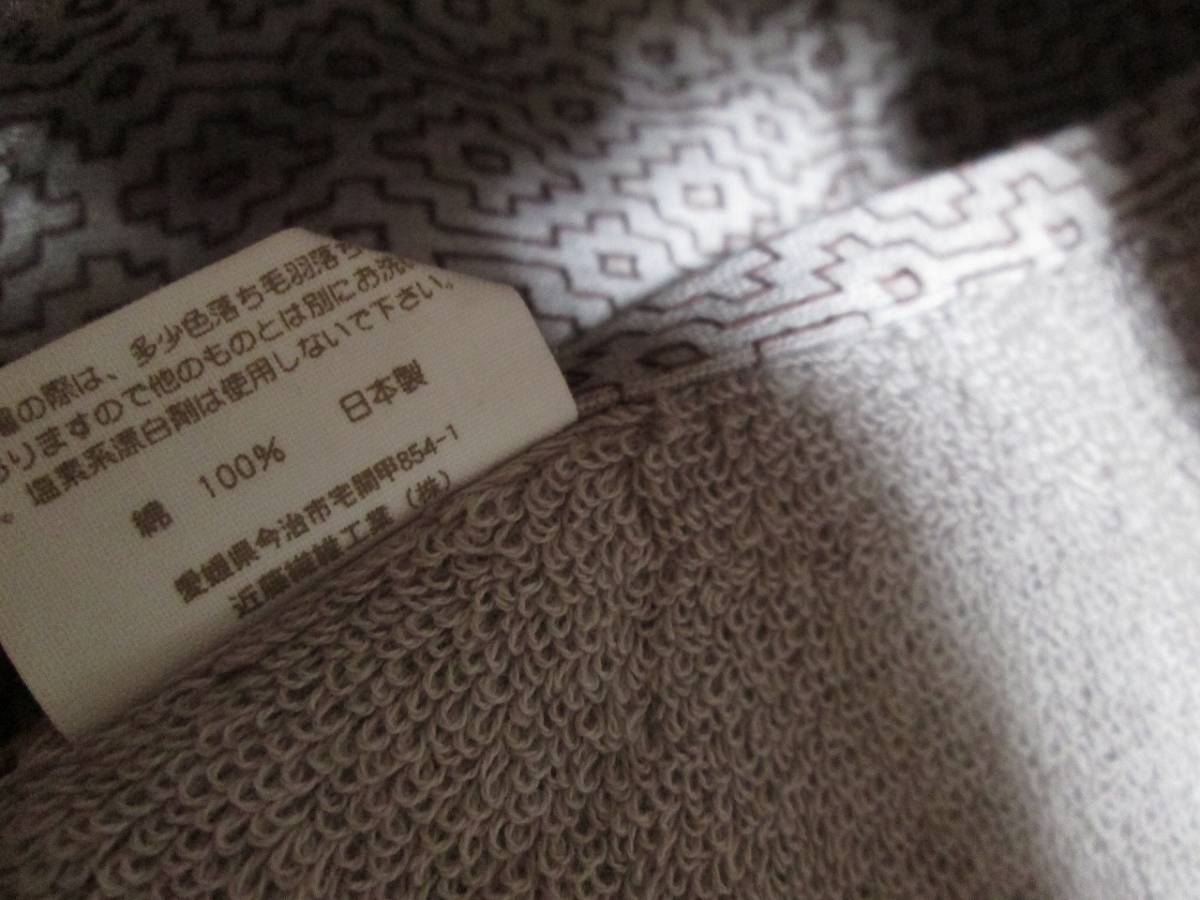 の際は、多少色落ち毛羽落ち
りますので他のものとは別にお洗
。塩素系漂白剤は使用しないで下さい。
綿 100% 日本製
愛媛県今治市宅間甲854-1
近藤繊維工業(株)